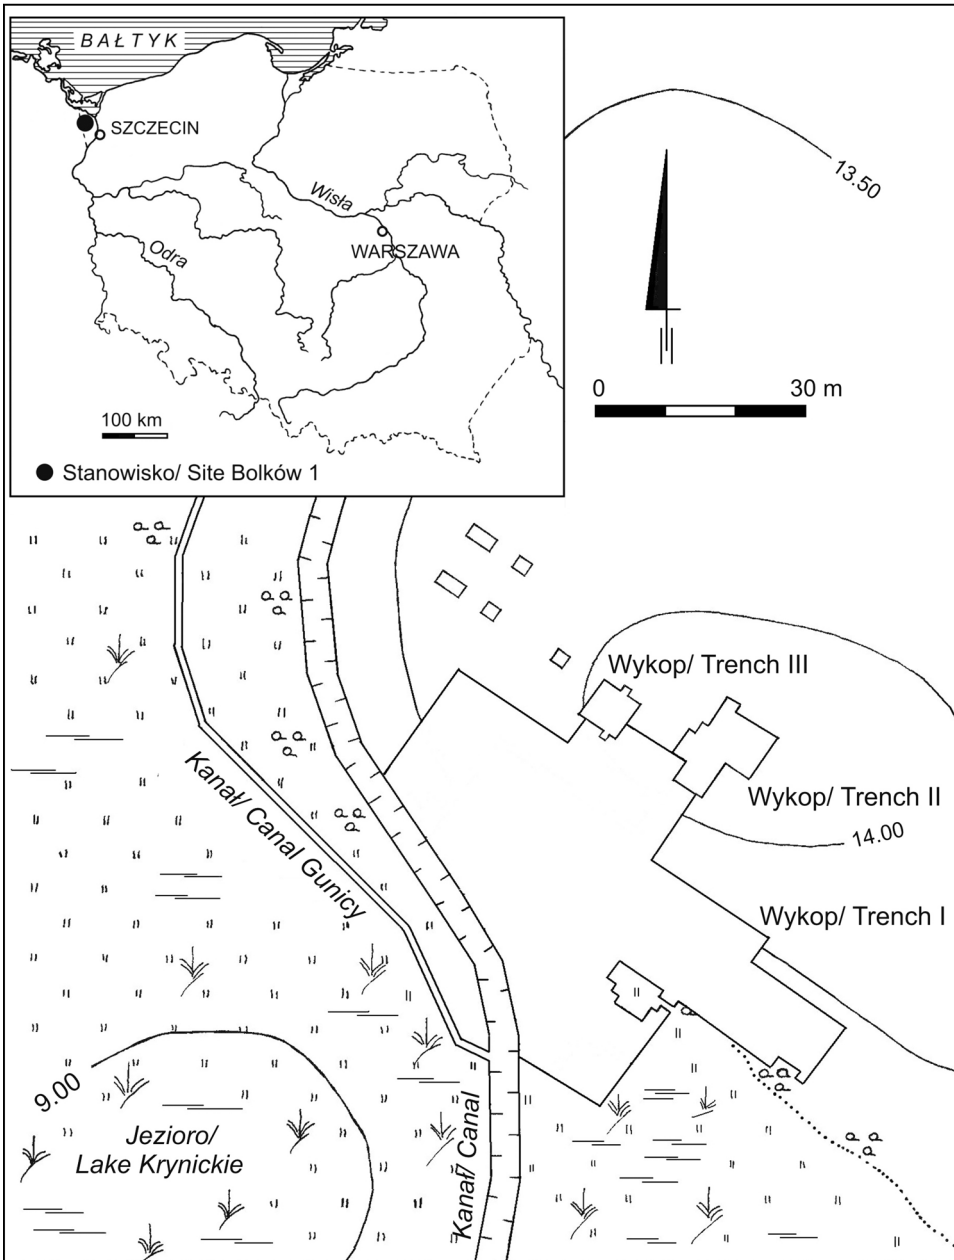 BAŁTYK
SZCZECIN
Wisła
WARSZAWA
Odra
100 km
Stanowisko/ Site Bolków 1
13.50
0 30 m
Wykop/ Trench III
Wykop/ Trench II
14.00
Wykop/ Trench I
Kanał/ Canal Gunicy
9.00
Jezioro/
Lake Krynickie
Kanał/ Canal